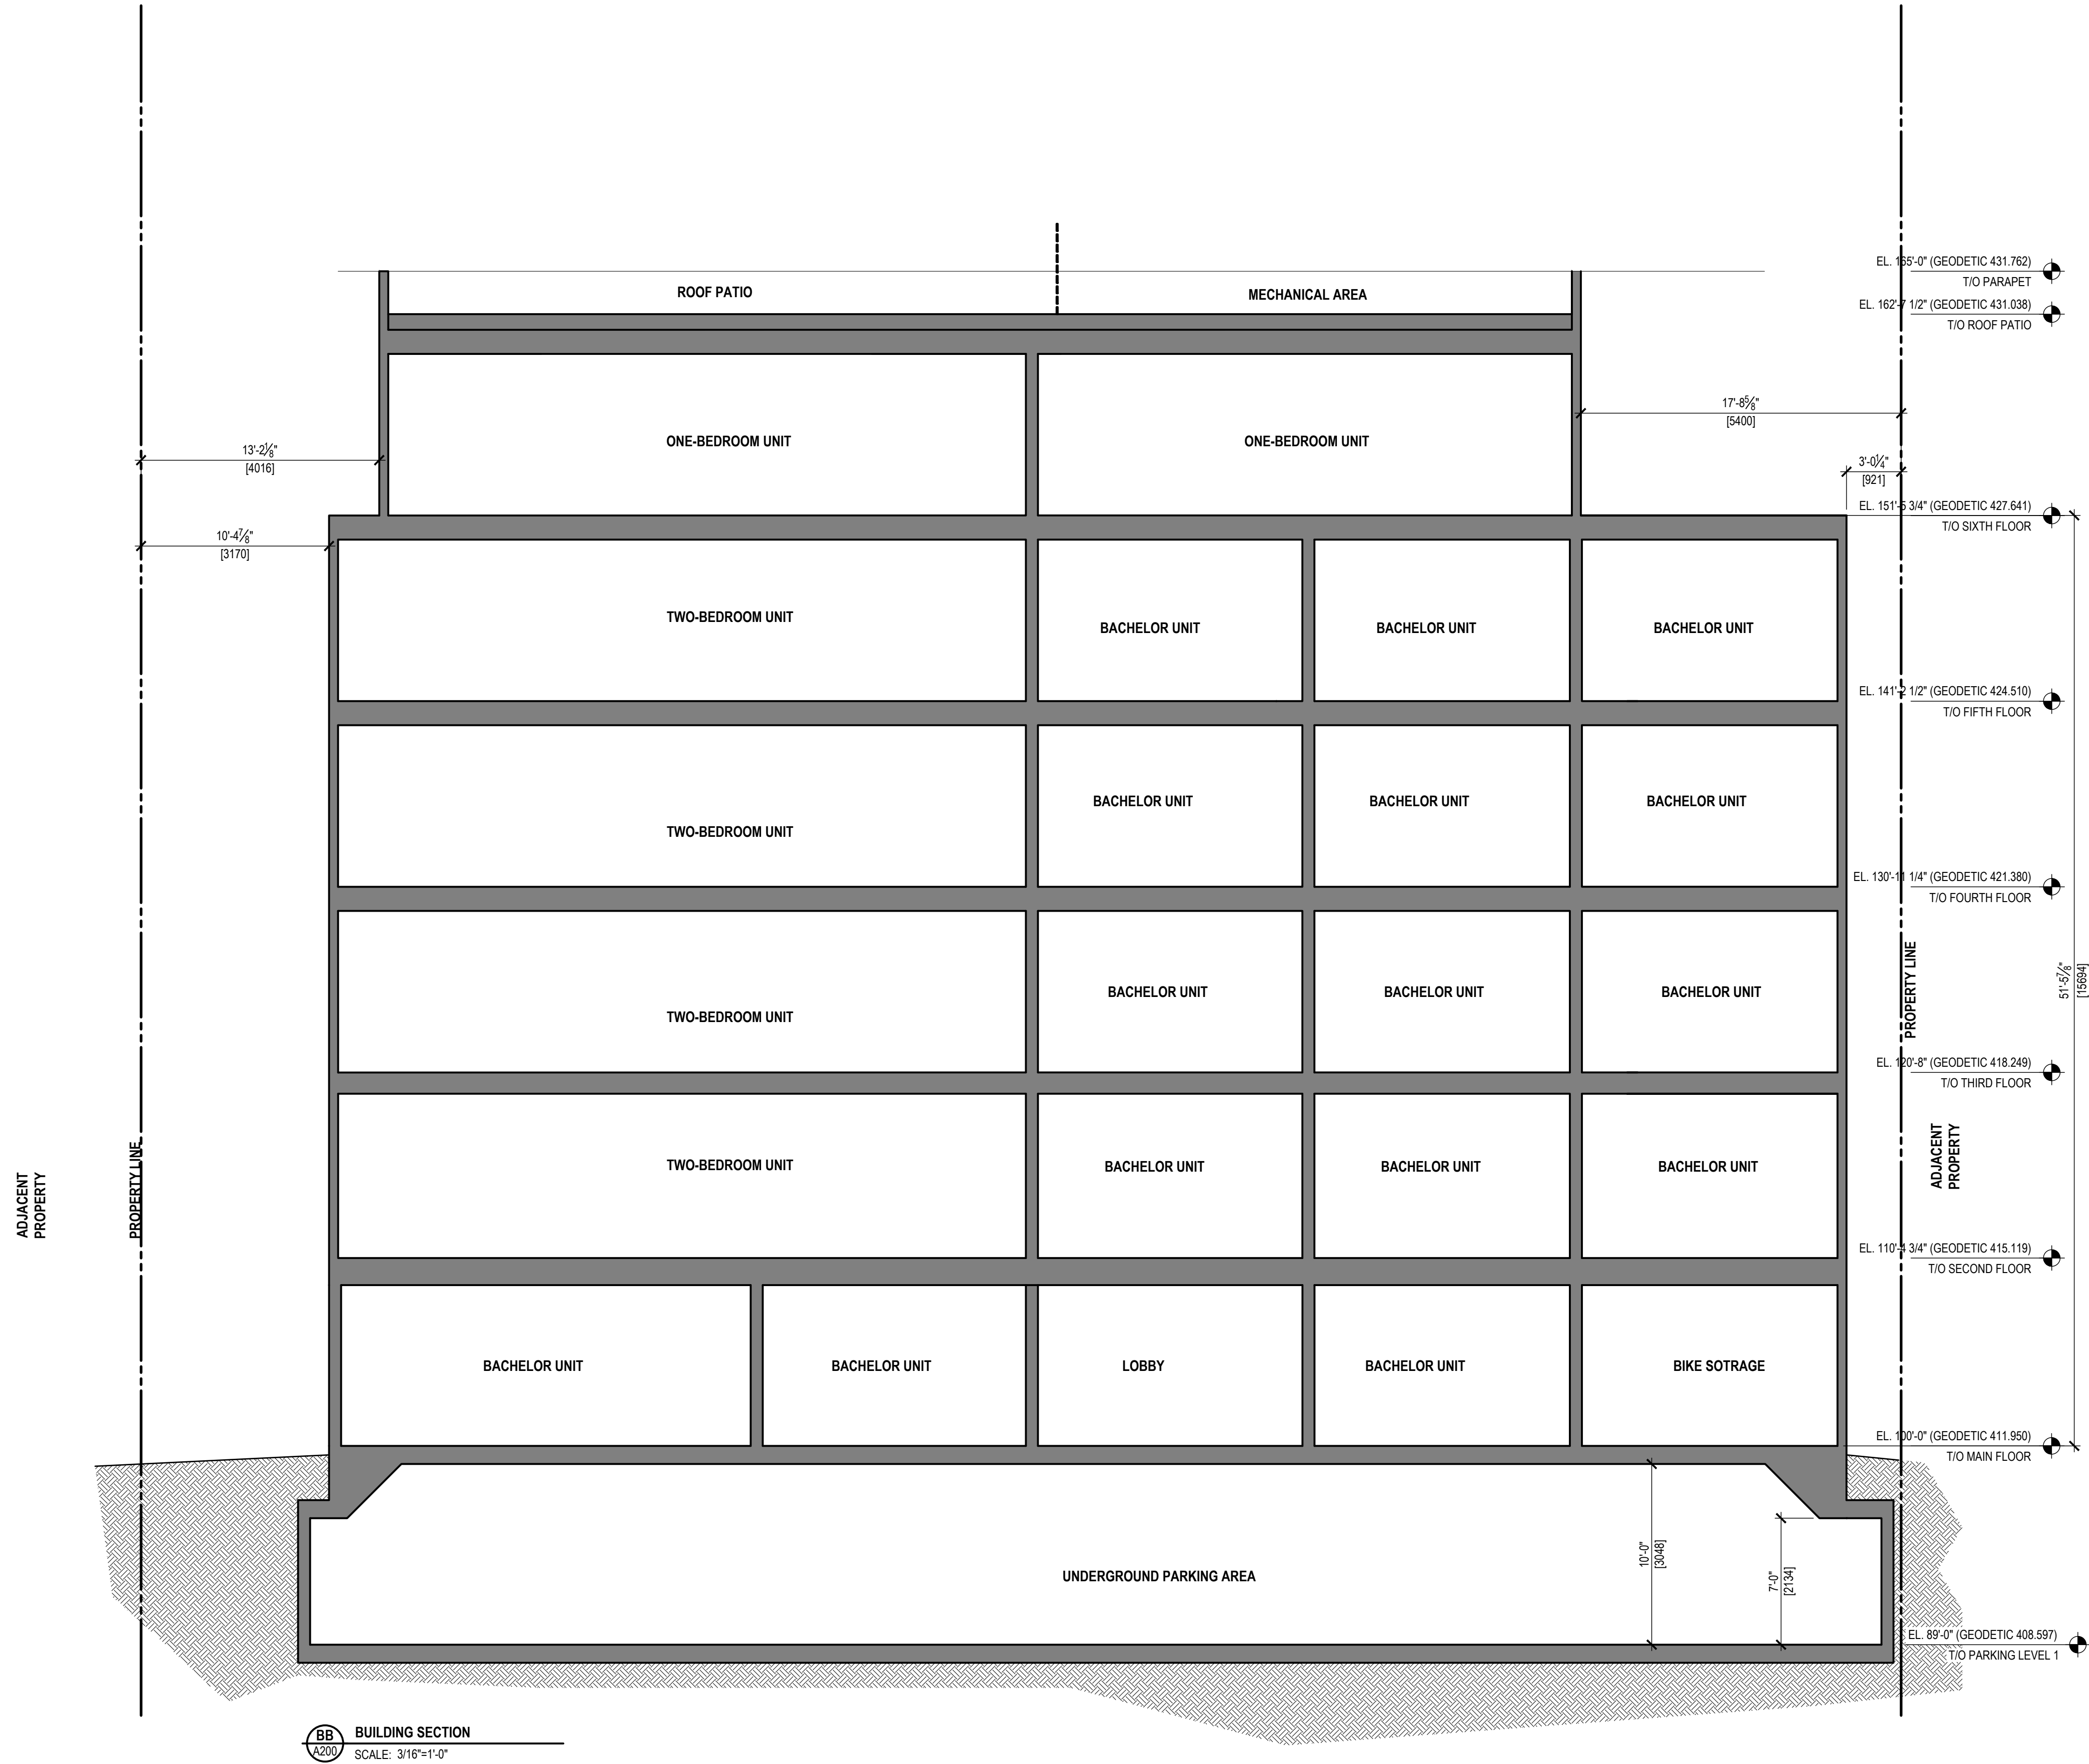 EL. 165'-0" (GEODETIC 431.762)
T/O PARAPET
ROOF PATIO
MECHANICAL AREA
EL. 162'-7 1/2" (GEODETIC 431.038)
T/O ROOF PATIO
17'-8⅝"
[5400]
ONE-BEDROOM UNIT
ONE-BEDROOM UNIT
13'-2⅛"
[4016]
3'-0¼"
[921]
EL. 151'-5 3/4" (GEODETIC 427.641)
T/O SIXTH FLOOR
10'-4⅞"
[3170]
TWO-BEDROOM UNIT
BACHELOR UNIT
BACHELOR UNIT
BACHELOR UNIT
EL. 141'-2 1/2" (GEODETIC 424.510)
T/O FIFTH FLOOR
BACHELOR UNIT
BACHELOR UNIT
BACHELOR UNIT
TWO-BEDROOM UNIT
EL. 130'-11 1/4" (GEODETIC 421.380)
T/O FOURTH FLOOR
BACHELOR UNIT
BACHELOR UNIT
BACHELOR UNIT
TWO-BEDROOM UNIT
PROPERTY LINE
51'-5⅞"
[15694]
EL. 120'-8" (GEODETIC 418.249)
T/O THIRD FLOOR
ADJACENT
PROPERTY
PROPERTY LINE
TWO-BEDROOM UNIT
BACHELOR UNIT
BACHELOR UNIT
BACHELOR UNIT
ADJACENT
PROPERTY
EL. 110'-4 3/4" (GEODETIC 415.119)
T/O SECOND FLOOR
BACHELOR UNIT
BACHELOR UNIT
LOBBY
BACHELOR UNIT
BIKE SOTRAGE
EL. 100'-0" (GEODETIC 411.950)
T/O MAIN FLOOR
10'-0"
[3048]
7'-0"
[2134]
UNDERGROUND PARKING AREA
EL. 89'-0" (GEODETIC 408.597)
T/O PARKING LEVEL 1
BB
A200
BUILDING SECTION
SCALE: 3/16"=1'-0"